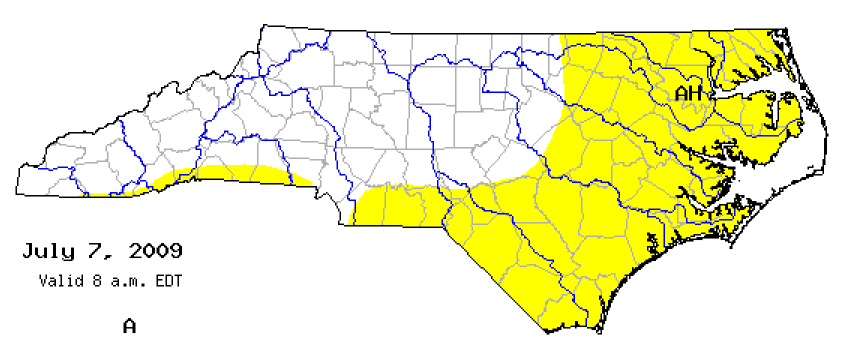 AH
July 7, 2009
Valid 8 a.m. EDT
A